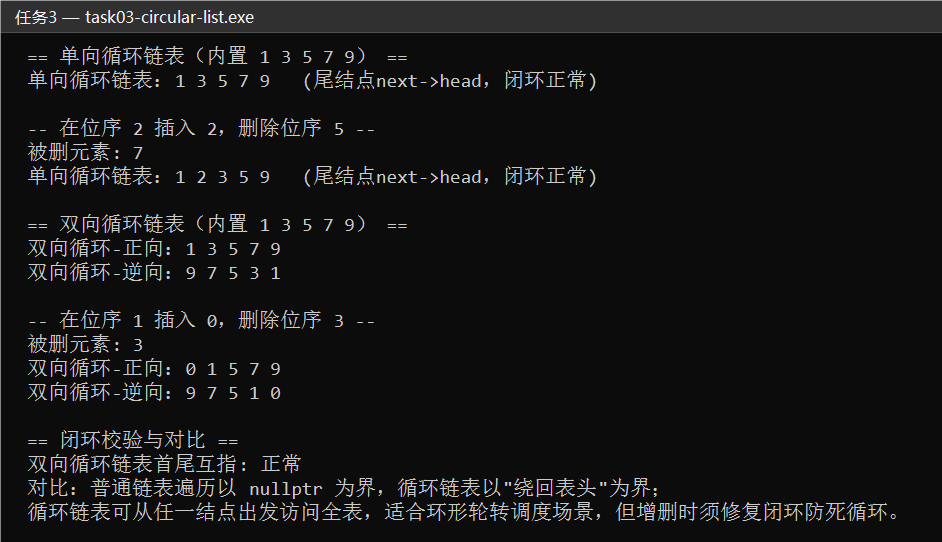 任务3 — task03-circular-list.exe
== 单向循环链表（内置 1 3 5 7 9） ==
单向循环链表：1 3 5 7 9   (尾结点next->head，闭环正常)
-- 在位序 2 插入 2，删除位序 5 --
被删元素: 7
单向循环链表：1 2 3 5 9   (尾结点next->head，闭环正常)
== 双向循环链表（内置 1 3 5 7 9） ==
双向循环-正向：1 3 5 7 9
双向循环-逆向：9 7 5 3 1
-- 在位序 1 插入 0，删除位序 3 --
被删元素: 3
双向循环-正向：0 1 5 7 9
双向循环-逆向：9 7 5 1 0
== 闭环校验与对比 ==
双向循环链表首尾互指: 正常
对比：普通链表遍历以 nullptr 为界，循环链表以"绕回表头"为界；
循环链表可从任一结点出发访问全表，适合环形轮转调度场景，但增删时须修复闭环防死循环。